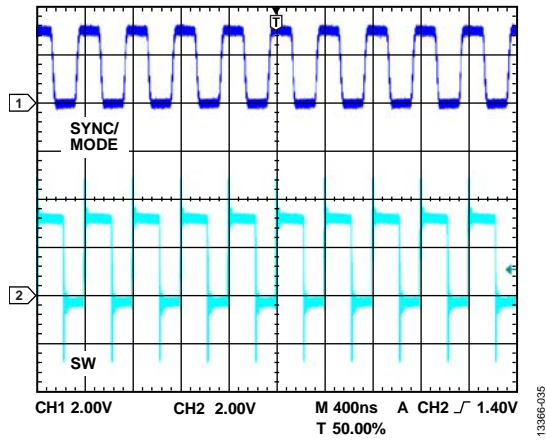 T
1
SYNC/
MODE
2
SW
CH1 2.00V CH2 2.00V M 400ns A CH2 1.40V
T 50.00%
13366-035